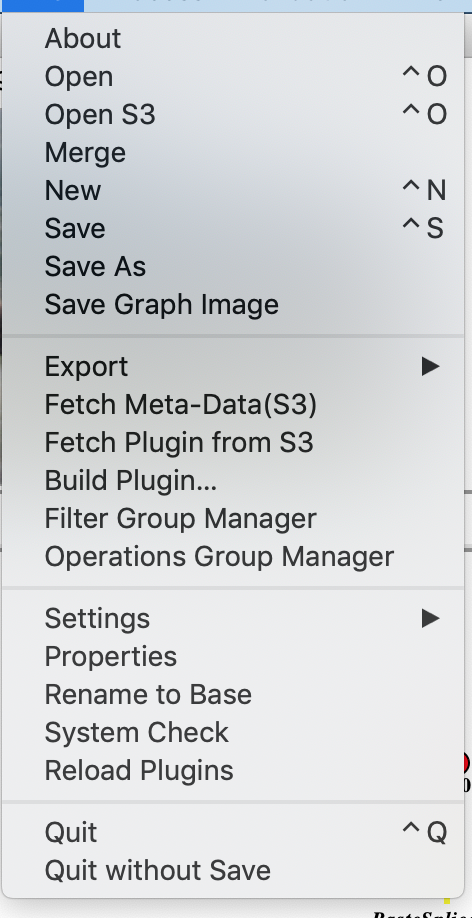 About
Open ^ O
Open S3 ^ O
Merge
New ^ N
Save ^ S
Save As
Save Graph Image
Export ▶
Fetch Meta-Data(S3)
Fetch Plugin from S3
Build Plugin...
Filter Group Manager
Operations Group Manager
Settings ▶
Properties
Rename to Base
System Check
Reload Plugins
Quit ^ Q
Quit without Save